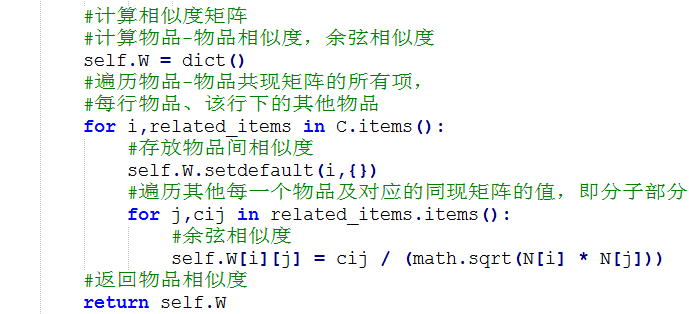 #计算相似度矩阵
#计算物品-物品相似度，余弦相似度
self.W = dict()
#遍历物品-物品共现矩阵的所有项，
#每行物品、该行下的其他物品
for i,related_items in C.items():
#存放物品间相似度
self.W.setdefault(i,{})
#遍历其他每一个物品及对应的同现矩阵的值，即分子部分
for j,cij in related_items.items():
#余弦相似度
self.W[i][j] = cij / (math.sqrt(N[i] * N[j]))
#返回物品相似度
return self.W